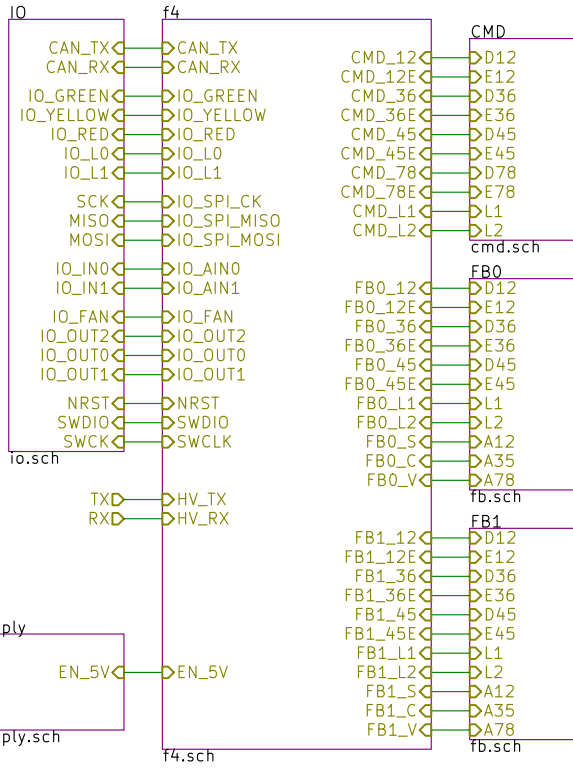 IO
CAN_TX
CAN_RX
IO_GREEN
IO_YELLOW
IO_RED
IO_L0
IO_L1
SCK
MISO
MOSI
IO_IN0
IO_IN1
IO_FAN
IO_OUT2
IO_OUT0
IO_OUT1
NRST
SWDIO
SWCK
io.sch
TX
RX
ply
EN_5V
ply.sch
f4
CAN_TX
CAN_RX
IO_GREEN
IO_YELLOW
IO_RED
IO_L0
IO_L1
IO_SPI_CK
IO_SPI_MISO
IO_SPI_MOSI
IO_AIN0
IO_AIN1
IO_FAN
IO_OUT2
IO_OUT0
IO_OUT1
NRST
SWDIO
SWCLK
HV_TX
HV_RX
EN_5V
CMD_12
CMD_12E
CMD_36
CMD_36E
CMD_45
CMD_45E
CMD_78
CMD_78E
CMD_L1
CMD_L2
FB0_12
FB0_12E
FB0_36
FB0_36E
FB0_45
FB0_45E
FB0_L1
FB0_L2
FB0_S
FB0_C
FB0_V
FB1_12
FB1_12E
FB1_36
FB1_36E
FB1_45
FB1_45E
FB1_L1
FB1_L2
FB1_S
FB1_C
FB1_V
f4.sch
CMD
D12
E12
D36
E36
D45
E45
D78
E78
L1
L2
cmd.sch
FB0
D12
E12
D36
E36
D45
E45
L1
L2
A12
A35
A78
fb.sch
FB1
D12
E12
D36
E36
D45
E45
L1
L2
A12
A35
A78
fb.sch